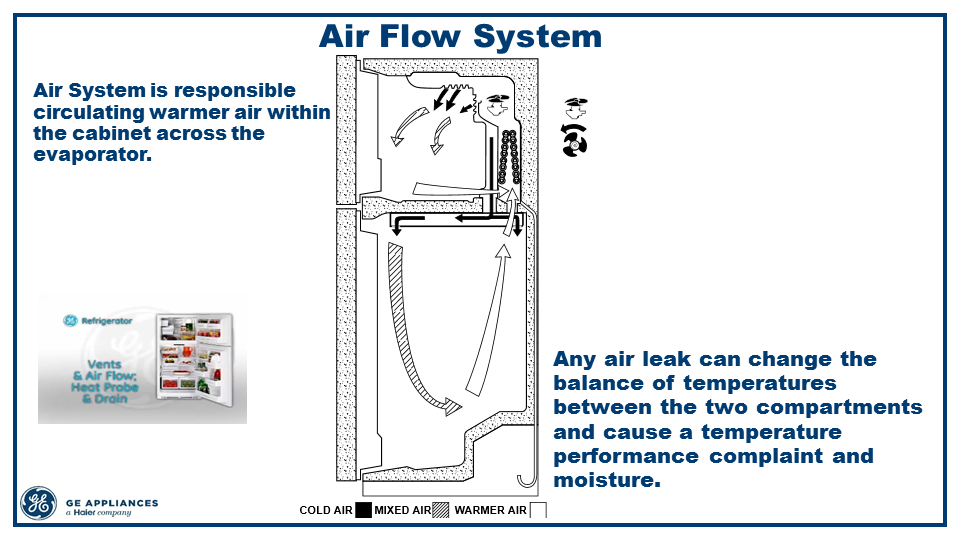 Air Flow System
Air System is responsible
circulating warmer air within
the cabinet across the
evaporator.
GE Refrigerator
Vents
& Air Flow;
Heat Probe
& Drain
Any air leak can change the
balance of temperatures
between the two compartments
and cause a temperature
performance complaint and
moisture.
GE GE APPLIANCES
a Haier company
COLD AIR MIXED AIR WARMER AIR